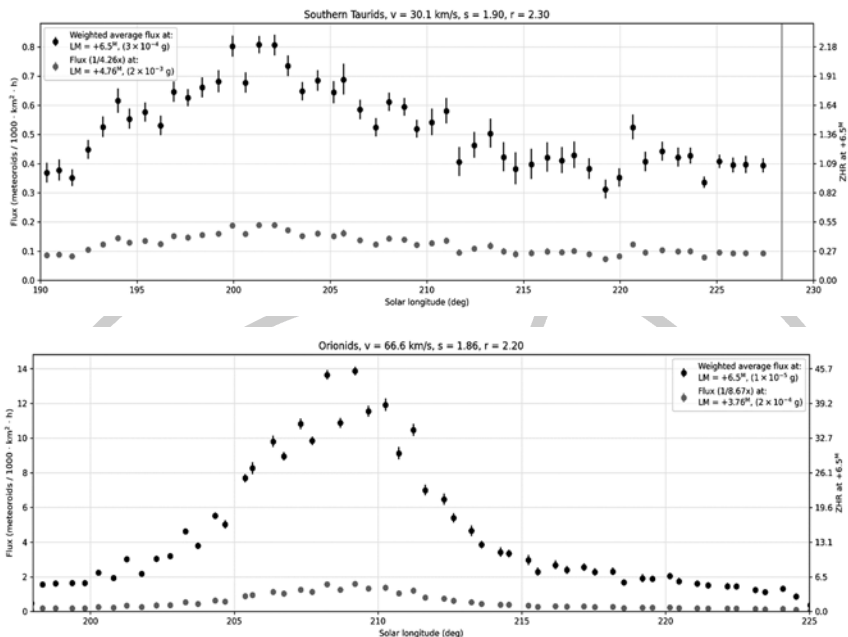 Southern Taurids, v = 30.1 km/s, s = 1.90, r = 2.30
Weighted average flux at:
LM = +6.5ᴹ, (3 × 10⁻⁴ g)
Flux (1/4.26x) at:
LM = +4.76ᴹ, (2 × 10⁻³ g)
Flux (meteoroids / 1000 · km² · h)
0.8
0.7
0.6
0.5
0.4
0.3
0.2
0.1
0.0
2.18
1.91
1.64
1.36
1.09
0.82
0.55
0.27
0.00
ZHR at +6.5ᴹ
190 195 200 205 210 215 220 225 230
Solar longitude (deg)
Orionids, v = 66.6 km/s, s = 1.86, r = 2.20
Weighted average flux at:
LM = +6.5ᴹ, (1 × 10⁻⁵ g)
Flux (1/8.67x) at:
LM = +3.76ᴹ, (2 × 10⁻⁴ g)
Flux (meteoroids / 1000 · km² · h)
14
12
10
8
6
4
2
0
45.7
39.2
32.7
26.1
19.6
13.1
6.5
0.0
ZHR at +6.5ᴹ
200 205 210 215 220 225
Solar longitude (deg)